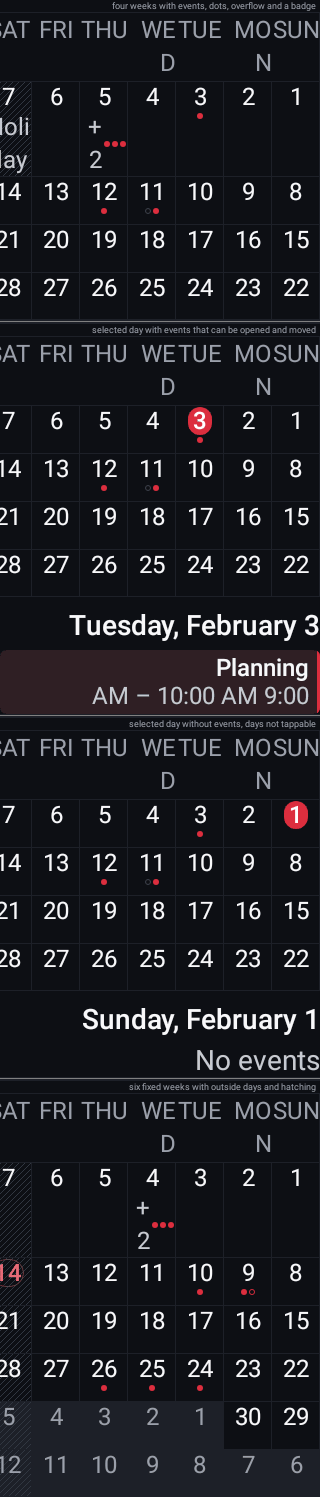 four weeks with events, dots, overflow and a badge
SAT FRI THU WE TUE MO SUN
D N
7 6 5 4 3 2 1
Holi +
day 2
14 13 12 11 10 9 8
21 20 19 18 17 16 15
28 27 26 25 24 23 22
selected day with events that can be opened and moved
SAT FRI THU WE TUE MO SUN
D N
7 6 5 4 3 2 1
14 13 12 11 10 9 8
21 20 19 18 17 16 15
28 27 26 25 24 23 22
Tuesday, February 3
Planning
AM – 10:00 AM 9:00
selected day without events, days not tappable
SAT FRI THU WE TUE MO SUN
D N
7 6 5 4 3 2 1
14 13 12 11 10 9 8
21 20 19 18 17 16 15
28 27 26 25 24 23 22
Sunday, February 1
No events
six fixed weeks with outside days and hatching
SAT FRI THU WE TUE MO SUN
D N
7 6 5 4 3 2 1
+
2
14 13 12 11 10 9 8
21 20 19 18 17 16 15
28 27 26 25 24 23 22
5 4 3 2 1 30 29
12 11 10 9 8 7 6